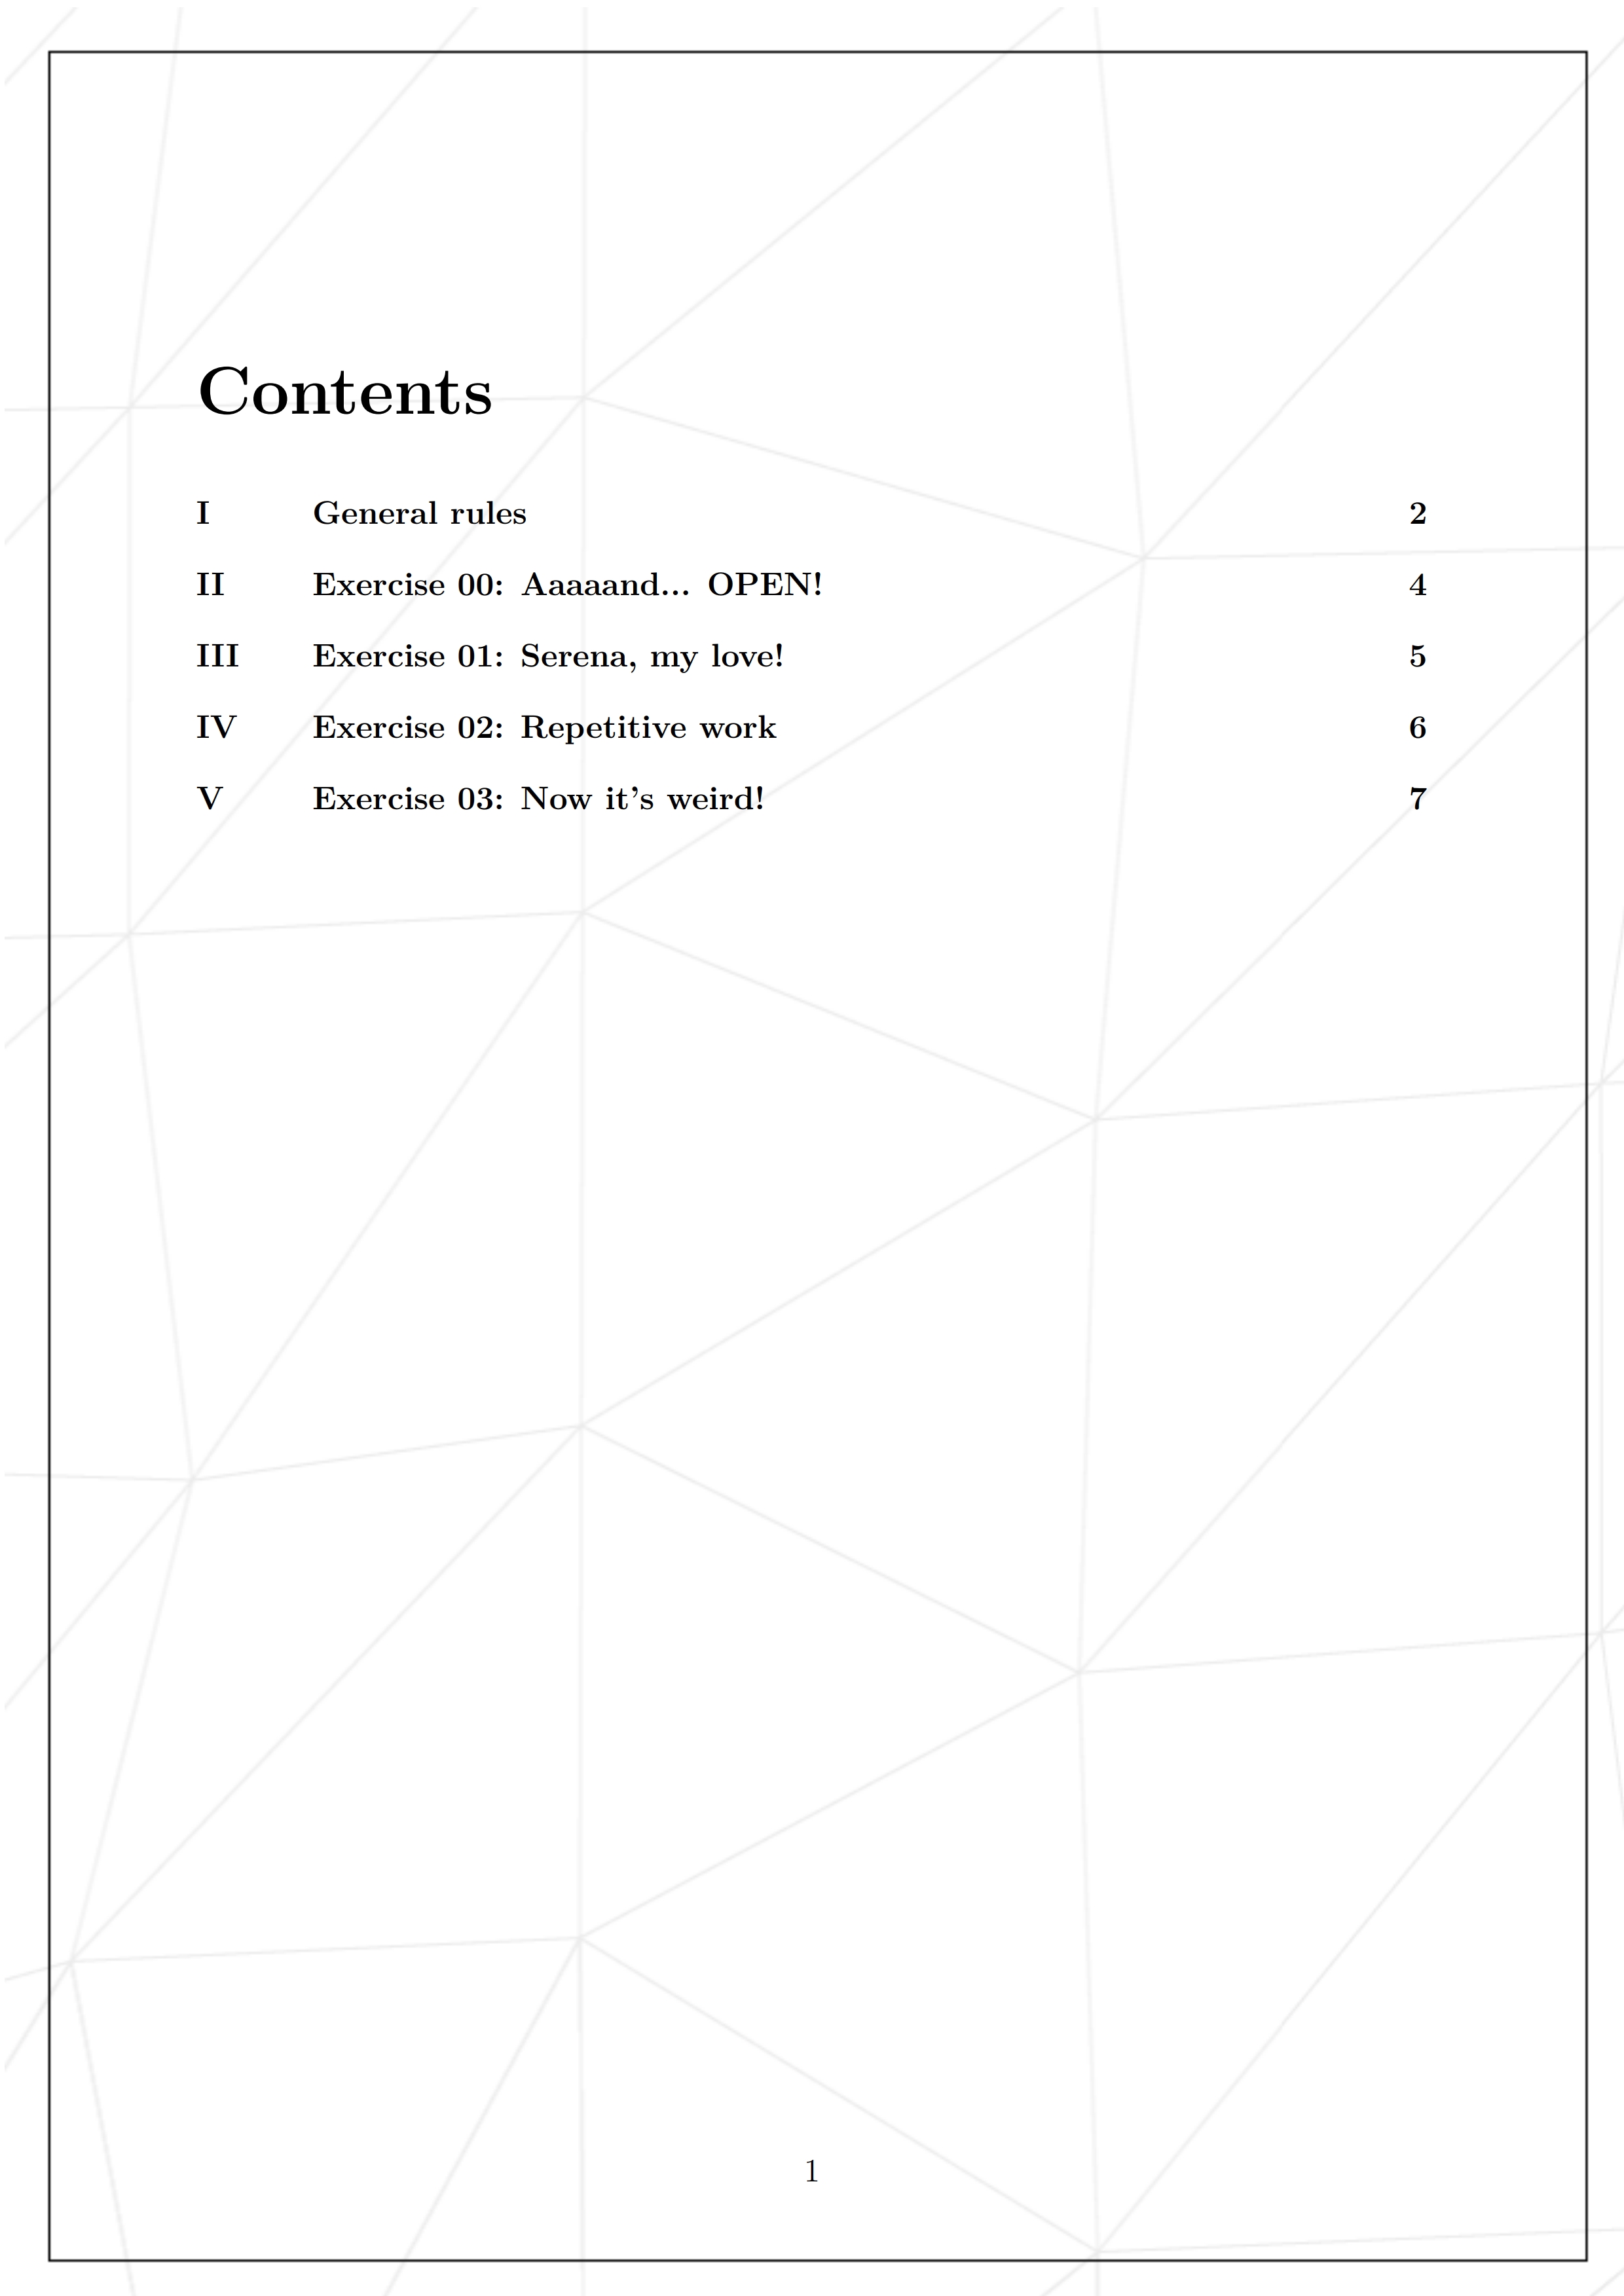 Contents
I General rules 2
II Exercise 00: Aaaaand... OPEN! 4
III Exercise 01: Serena, my love! 5
IV Exercise 02: Repetitive work 6
V Exercise 03: Now it's weird! 7
1